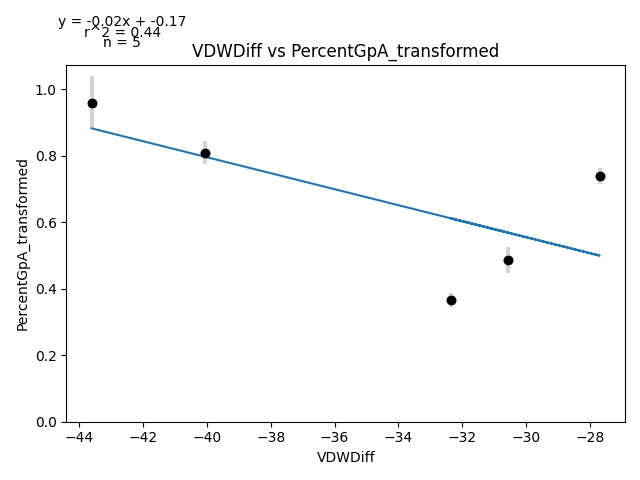 y = -0.02x + -0.17
r^2 = 0.44
n = 5
VDWDiff vs PercentGpA_transformed
1.0
0.8
0.6
0.4
0.2
0.0
PercentGpA_transformed
−44 −42 −40 −38 −36 −34 −32 −30 −28
VDWDiff